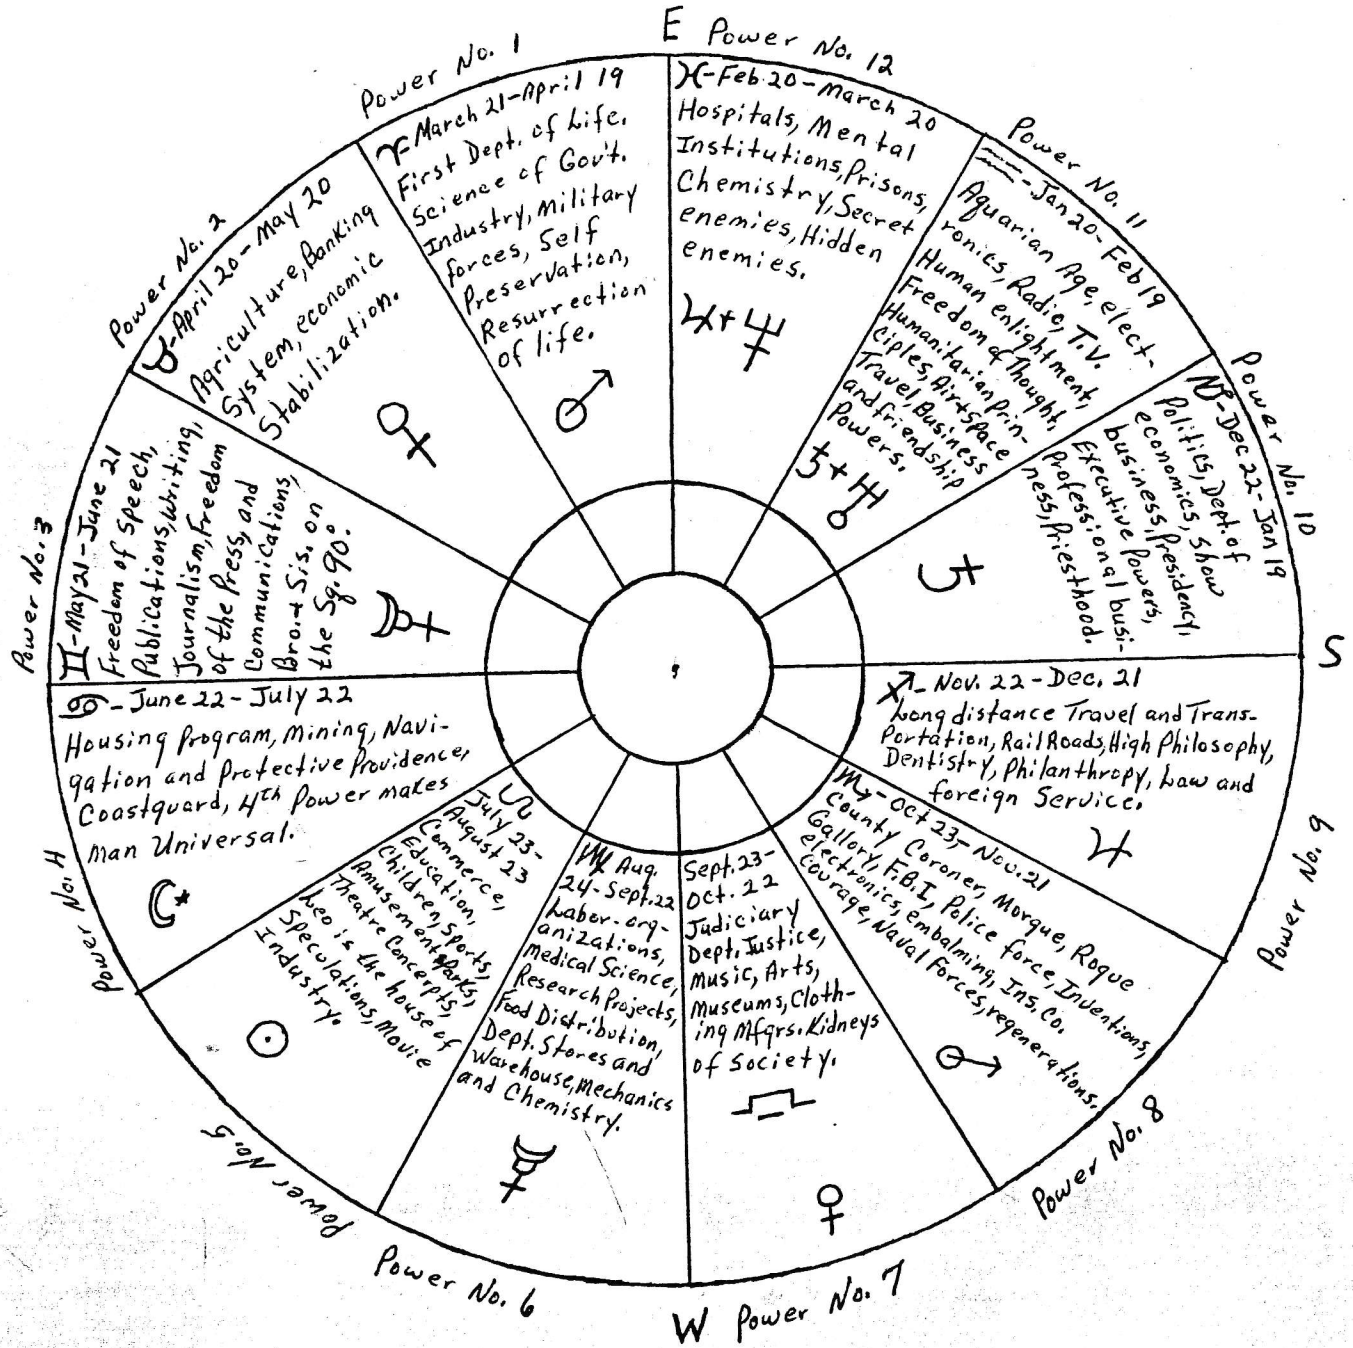 E
Power No. 1
♈-March 21-April 19
First Dept. of Life.
Science of Gov't.
Industry, Military
forces, Self
Preservation,
Resurrection
of life.
♂
Power No. 2
♉-April 20-May 20
Agriculture, Banking
System, economic
Stabilization.
♀
Power No. 3
♊-May 21-June 21
Freedom of Speech,
Publications, Writing,
Journalism, Freedom
of the Press, and
Communications,
Bro. + Sis. on
the Sq. 90°.
☿
Power No. 4
♋-June 22-July 22
Housing Program, Mining, Navi-
gation and Protective Providence,
Coastguard, 4th Power makes
Man Universal.
☾*
Power No. 5
♌
July 23-
August 23
Commerce,
Education,
Children, Sports,
Amusement Parks,
Theatre Concerpts,
Leo is the house of
Speculations, Movie
Industry.
☉
Power No. 6
♍ Aug.
24-Sept. 22
Labor-org-
anizations,
Medical Science,
Research Projects,
Food Distribution,
Dept. Stores and
Warehouse, Mechanics
and Chemistry.
☿
W
Power No. 7
Sept. 23-
Oct. 22
Judiciary
Dept. Justice,
Music, Arts,
Museums, Cloth-
ing Mfgrs. Kidneys
of Society.
♎
♀
Power No. 8
♏-Oct 23,-Nov. 21
County Coroner, Morgue, Rogue
Gallory, F.B.I, Police force, Inventions,
electronics, embalming, Ins. Co.
Courage, Naval Forces, regenerations.
♂
Power No. 9
♐-Nov. 22-Dec. 21
Long distance Travel and Trans-
Portation, Rail Roads, High Philosophy,
Dentistry, Philanthropy, Law and
foreign Service.
♃
S
Power No. 10
♑-Dec 22-Jan 19
Politics, Dept. of
economics, Show
business, Presidency,
Executive Powers,
Professional busi-
ness, Priesthood.
♄
Power No. 11
♒-Jan 20-Feb 19
Aquarian Age, elect-
ronics, Radio, T.V.
Human enlightment,
Freedom of Thought,
Humanitarian Prin-
ciples, Air+Space
Travel, Business
and friendship
Powers.
♄+♅
Power No. 12
♓-Feb. 20-March 20
Hospitals, Mental
Institutions, Prisons,
Chemistry, Secret
enemies, Hidden
enemies.
♃+♆